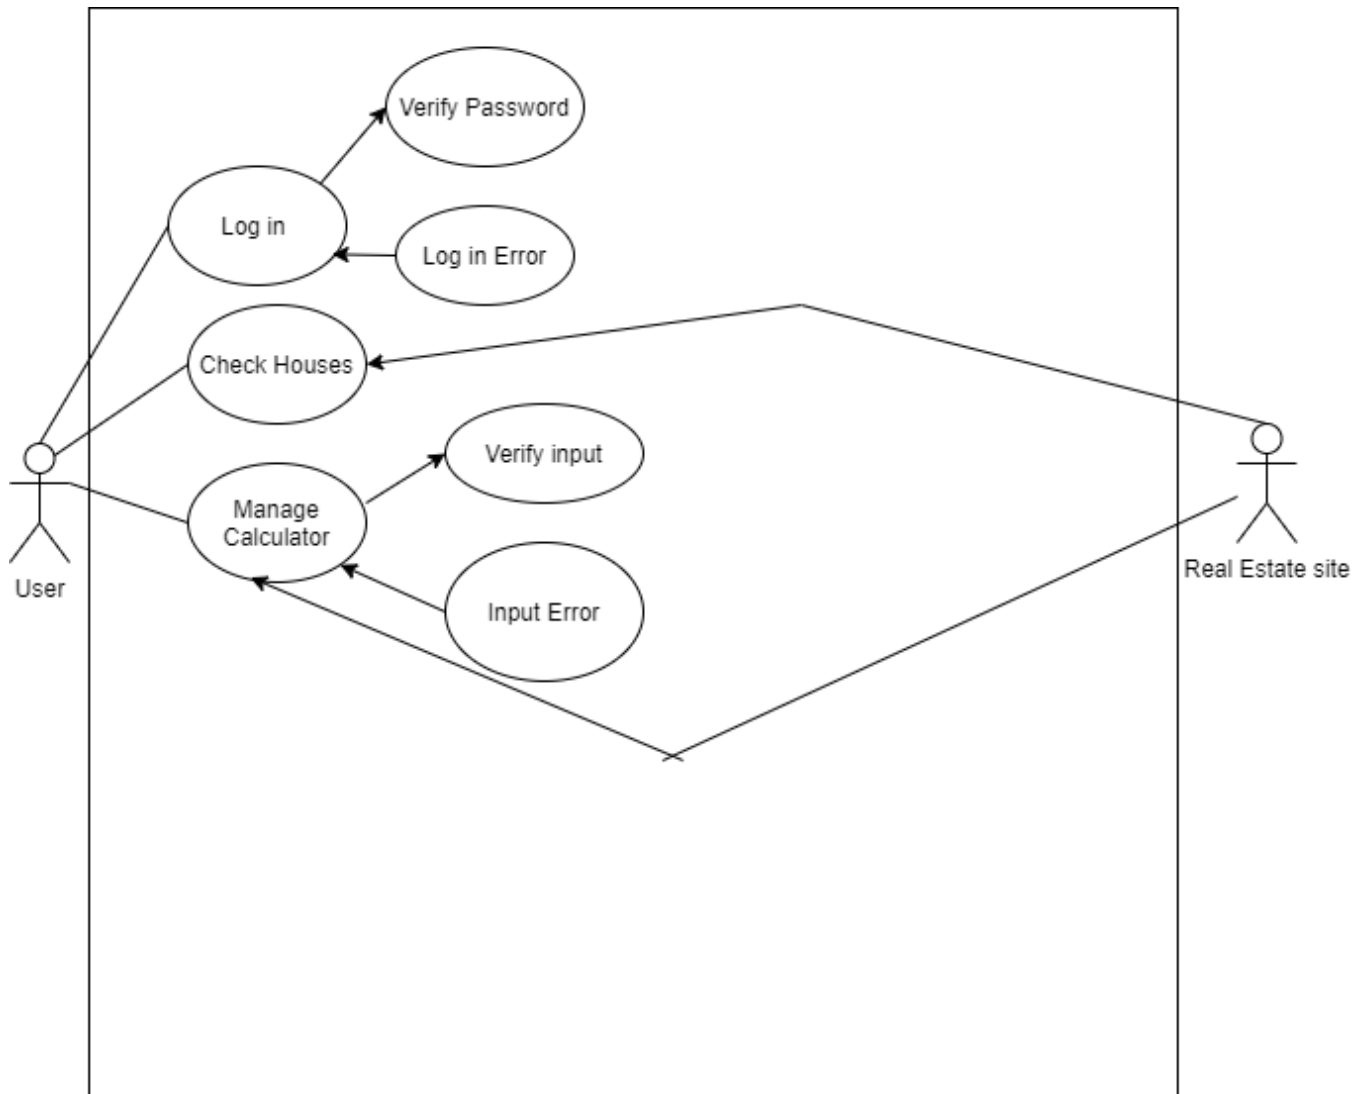 Verify Password
Log in
Log in Error
Check Houses
Verify input
Manage
Calculator
Input Error
User
Real Estate site